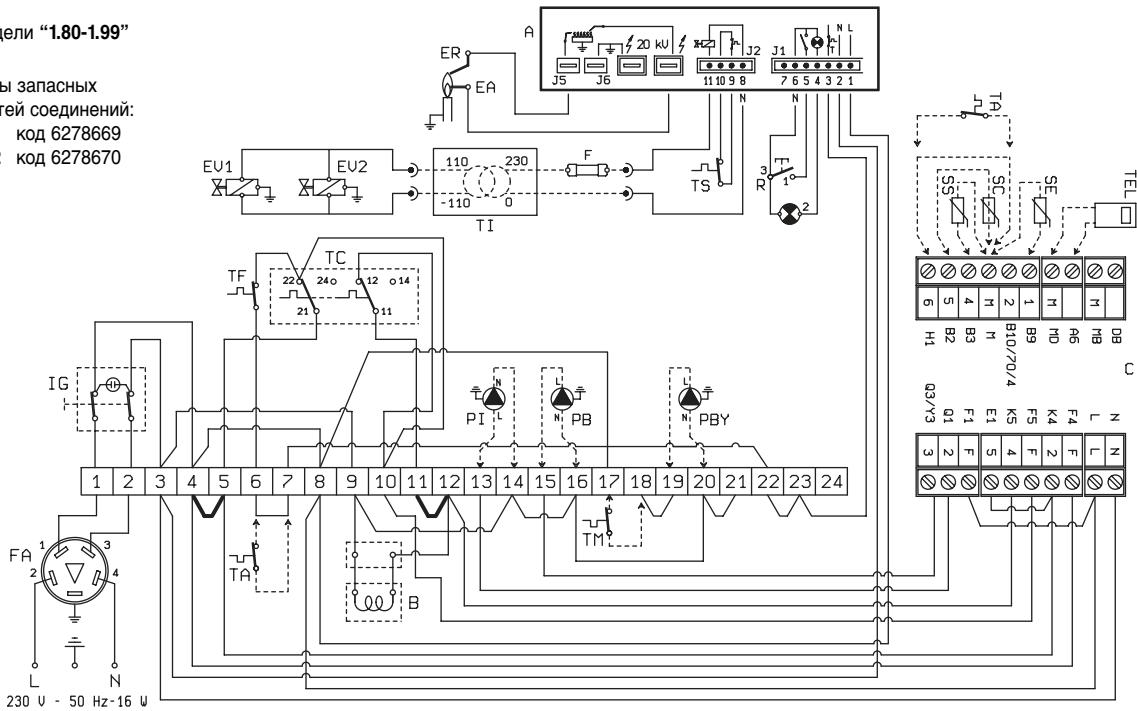 дели “1.80-1.99”
ы запасных
тей соединений:
код 6278669
код 6278670
A
20 kV
J5 J6 J2 J1
11 10 9 8 7 6 5 4 3 2 1
N N N L
ER
EA
EV1 EV2
110 230
-110 0
TI
F
TS
3 1
R
2
TA
SS SC SE
TEL
6 5 4 M 2 1 M M
H1 B2 B3 M B10/70/4 B9 MD A6 MB DB
C
Q3/Y3 Q1 F1 E1 K5 F5 K4 F4 L N
3 2 F 5 4 F 2 F L N
TF
TC
22 24 12 14
21 11
IG
N L
PI
L N
PB
L N
PBY
1 2 3 4 5 6 7 8 9 10 11 12 13 14 15 16 17 18 19 20 21 22 23 24
FA
1 3
2 4
TA
B
TM
L N
230 V - 50 Hz-16 W